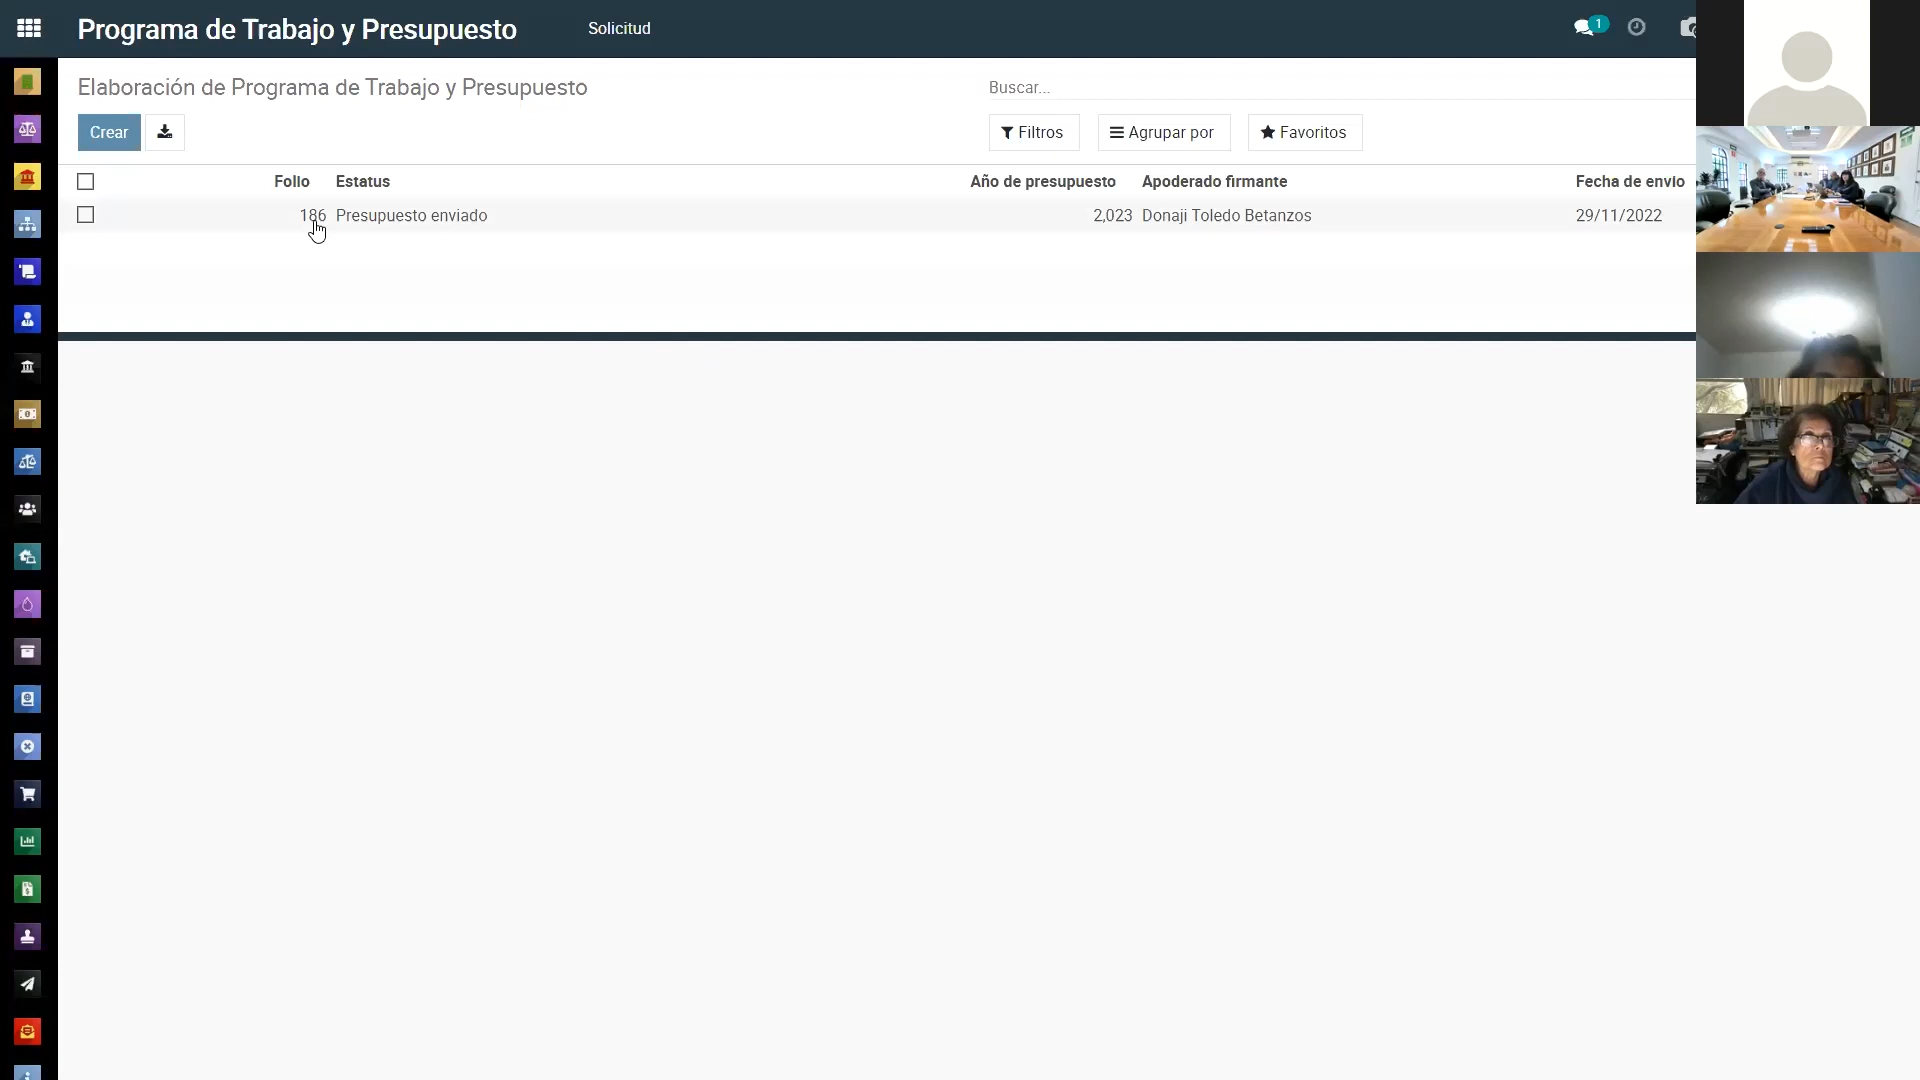 Programa de Trabajo y Presupuesto Solicitud 1
Elaboración de Programa de Trabajo y Presupuesto Buscar...
Crear Filtros Agrupar por Favoritos
Folio Estatus Año de presupuesto Apoderado firmante Fecha de envio
186 Presupuesto enviado 2,023 Donaji Toledo Betanzos 29/11/2022